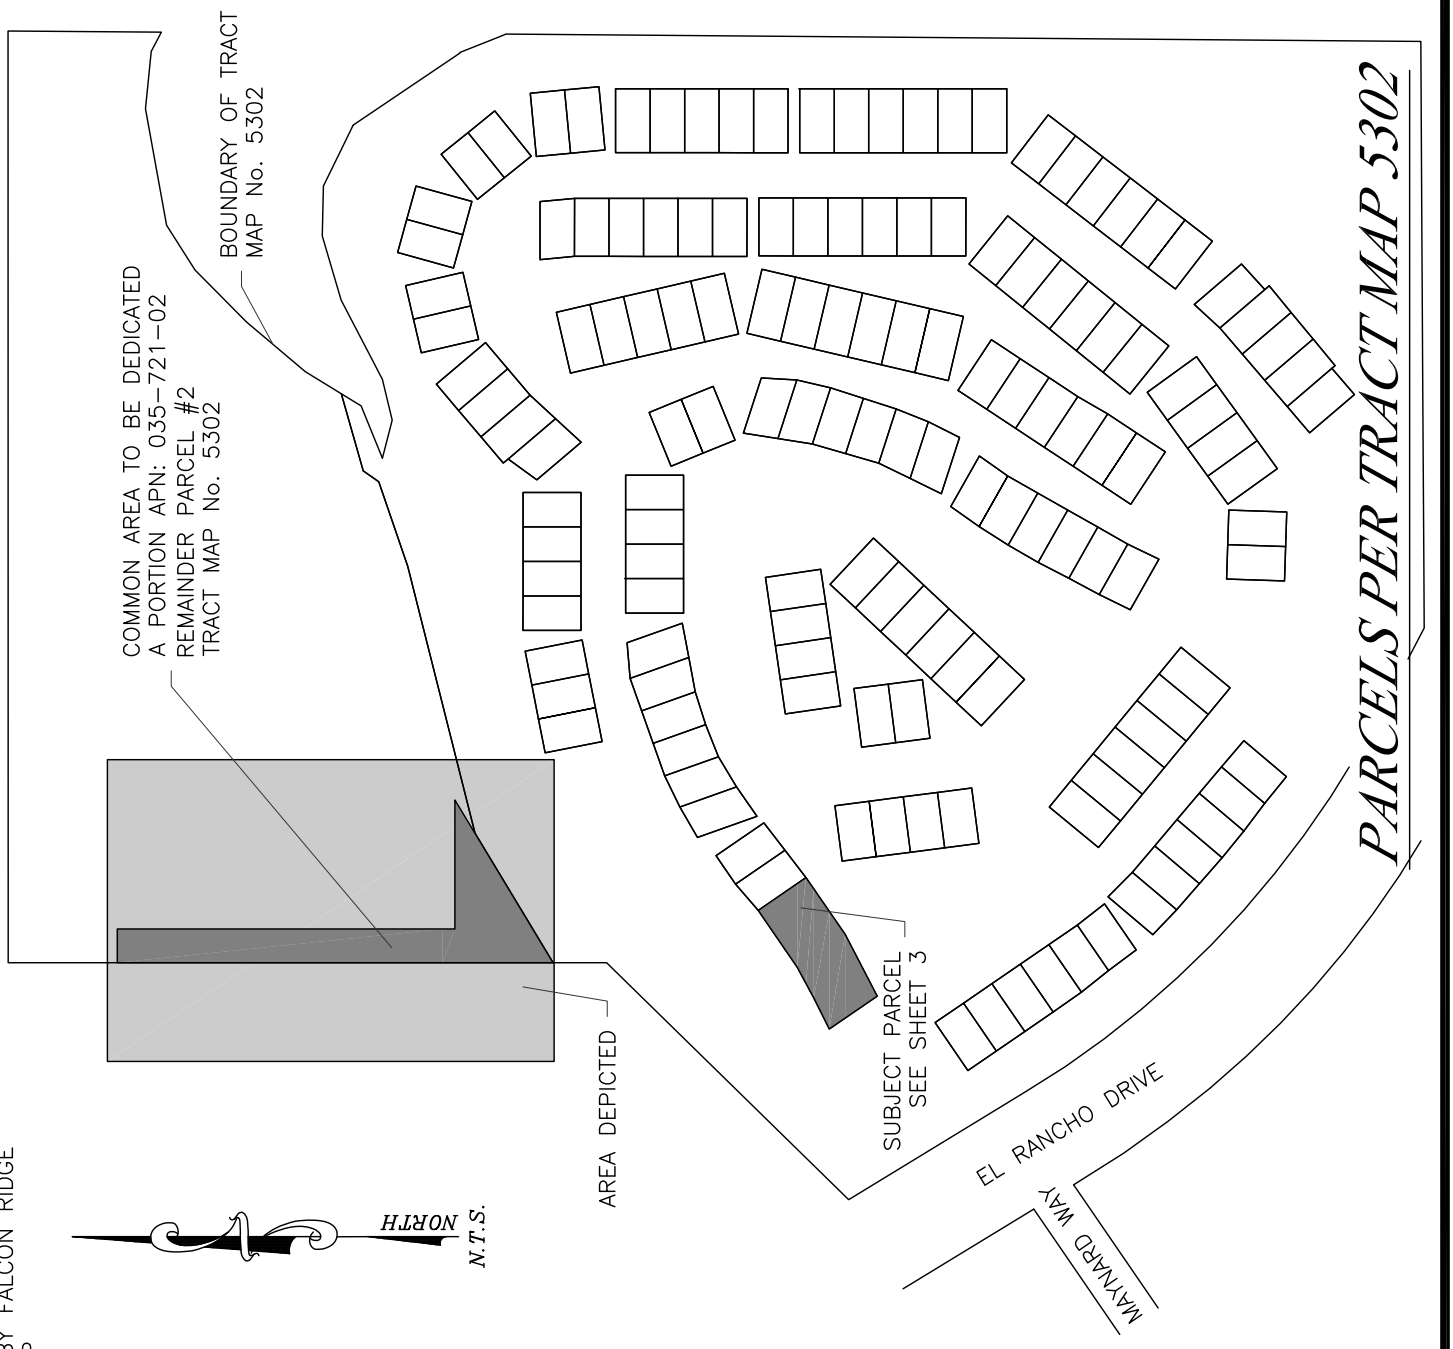 BY FALCON RIDGE
COMMON AREA TO BE DEDICATED
A PORTION APN: 035-721-02
REMAINDER PARCEL #2
TRACT MAP No. 5302
BOUNDARY OF TRACT
MAP No. 5302
NORTH
N.T.S.
AREA DEPICTED
SUBJECT PARCEL
SEE SHEET 3
EL RANCHO DRIVE
MAYNARD WAY
PARCELS PER TRACT MAP 5302